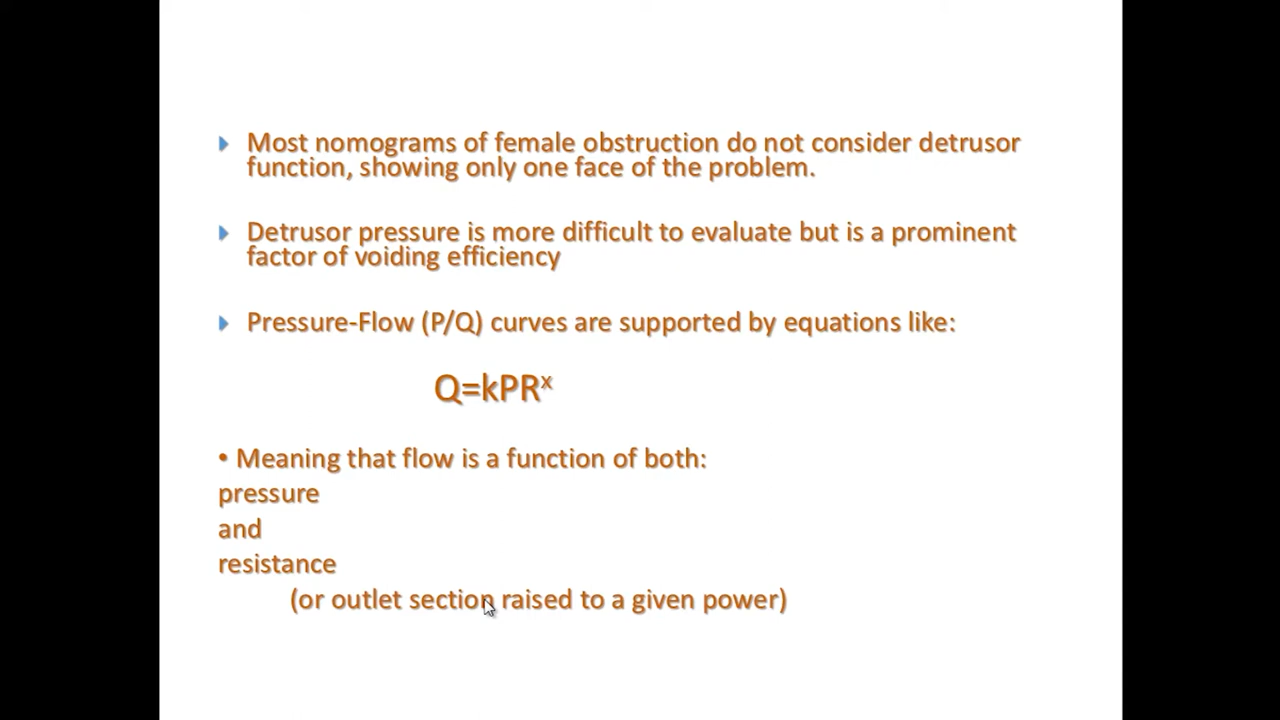 Most nomograms of female obstruction do not consider detrusor
function, showing only one face of the problem.
Detrusor pressure is more difficult to evaluate but is a prominent
factor of voiding efficiency
Pressure-Flow (P/Q) curves are supported by equations like:
Q=kPRˣ
• Meaning that flow is a function of both:
pressure
and
resistance
(or outlet section raised to a given power)